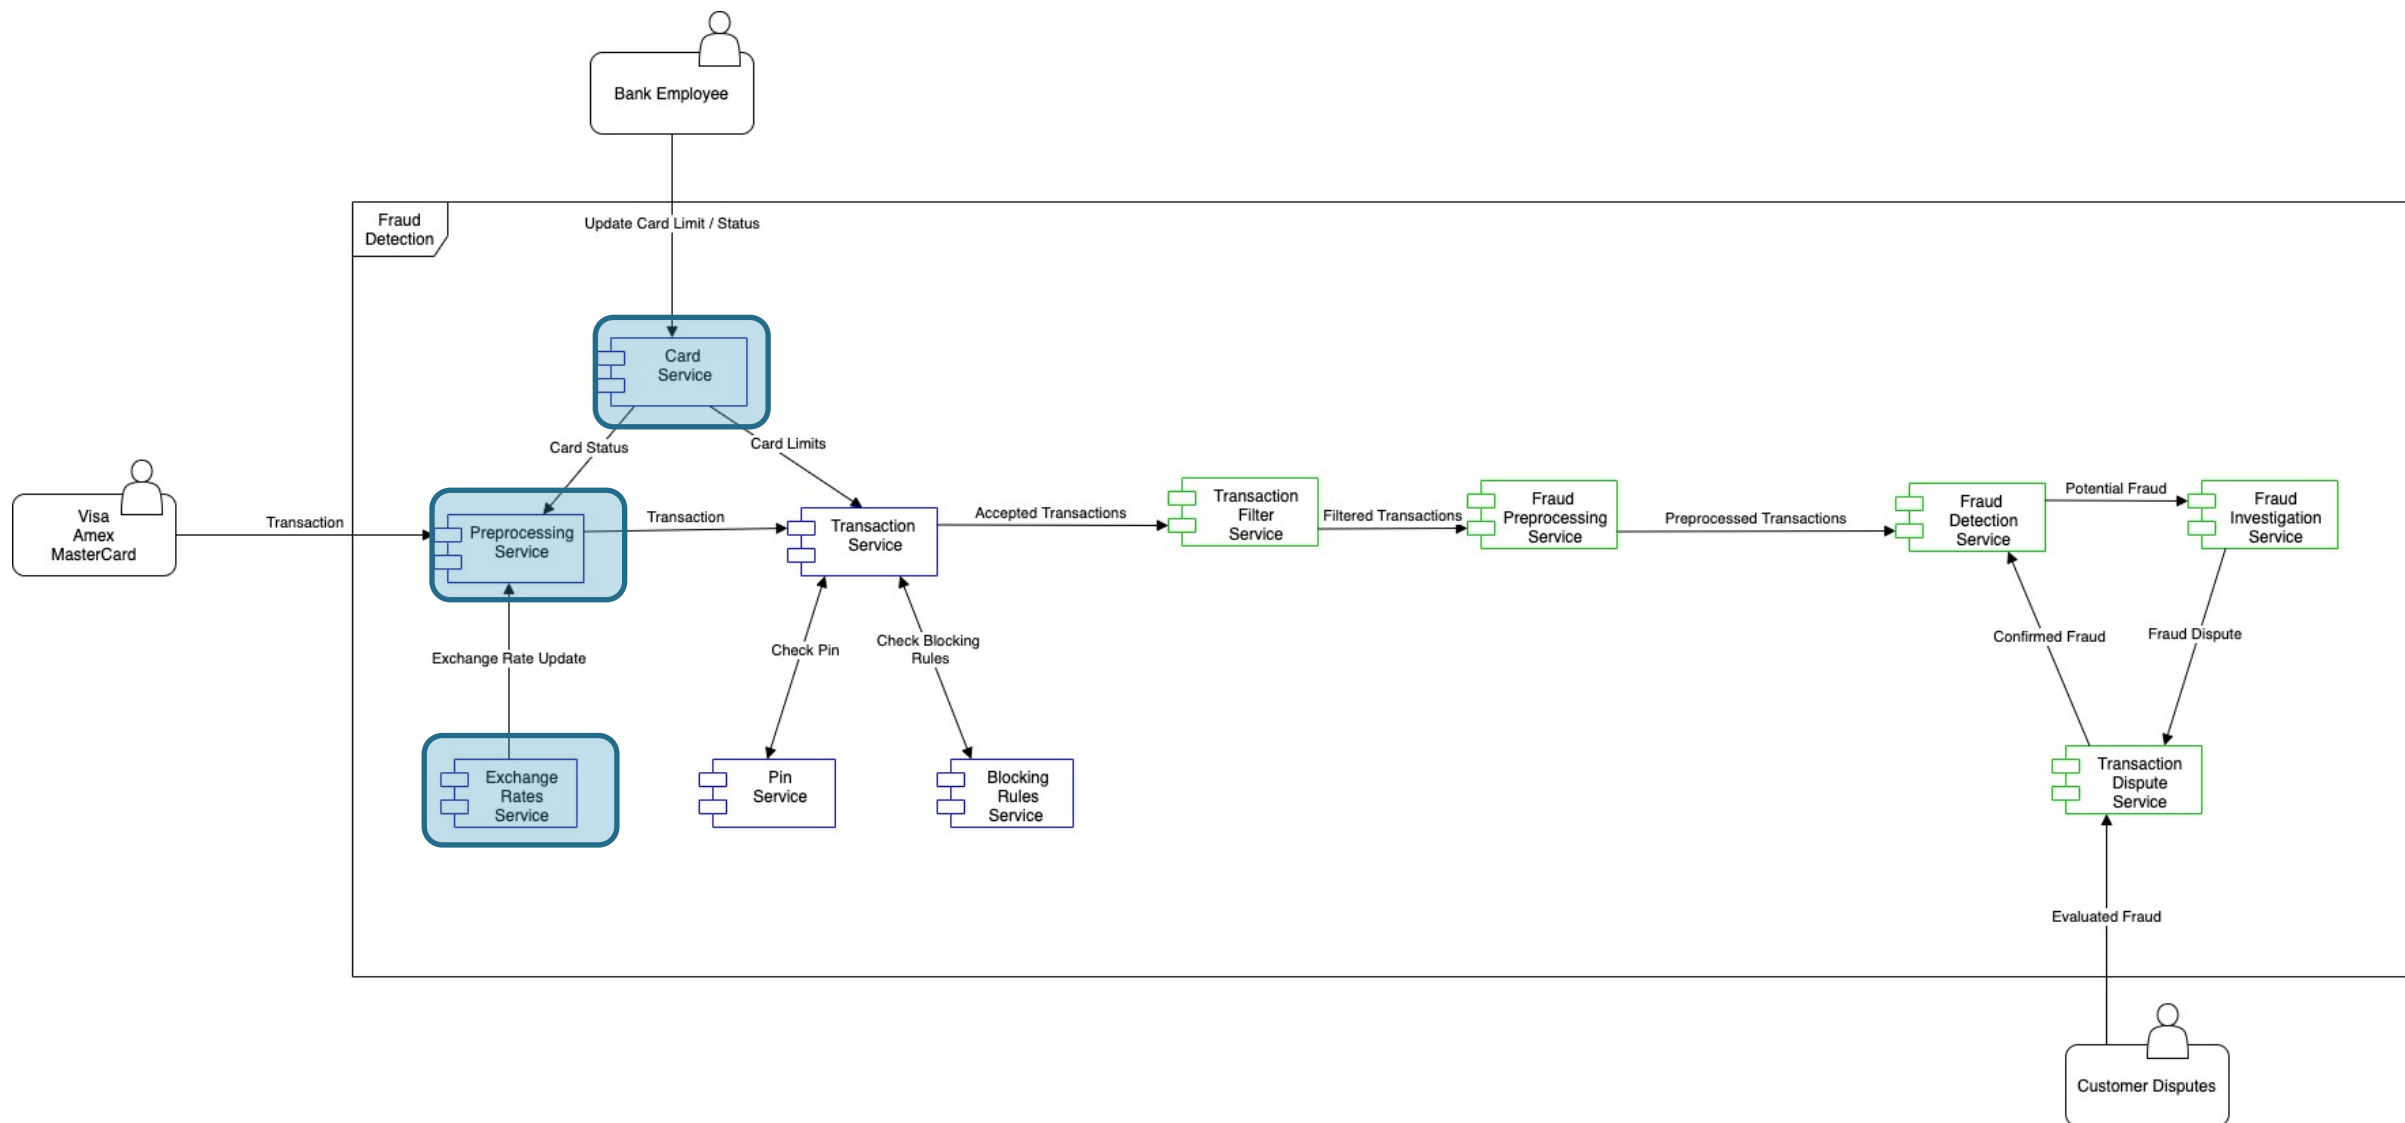 Bank Employee
Fraud
Detection
Update Card Limit / Status
Card
Service
Card Status
Card Limits
Visa
Amex
MasterCard
Transaction
Preprocessing
Service
Transaction
Transaction
Service
Accepted Transactions
Transaction
Filter
Service
Filtered Transactions
Fraud
Preprocessing
Service
Preprocessed Transactions
Fraud
Detection
Service
Potential Fraud
Fraud
Investigation
Service
Exchange Rate Update
Check Pin
Check Blocking
Rules
Confirmed Fraud
Fraud Dispute
Exchange
Rates
Service
Pin
Service
Blocking
Rules
Service
Transaction
Dispute
Service
Evaluated Fraud
Customer Disputes